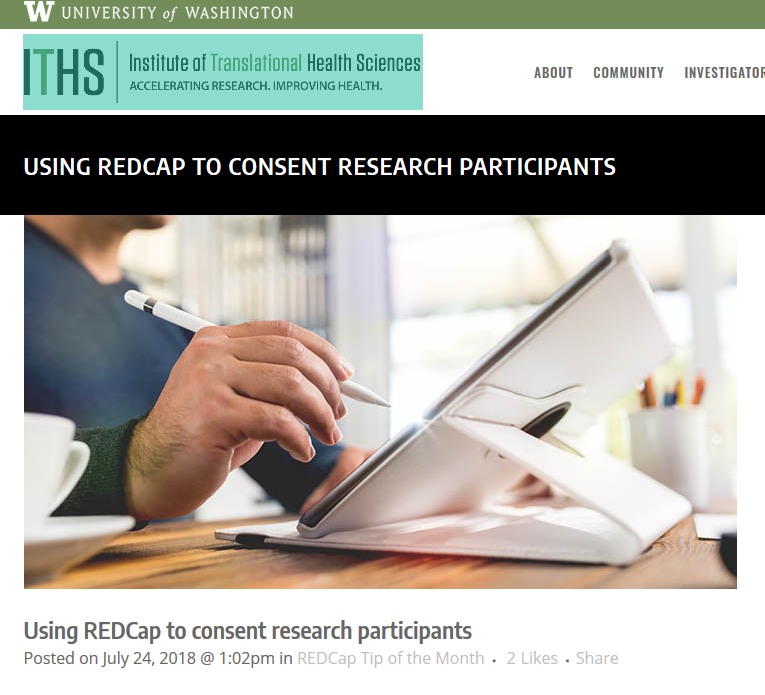 W UNIVERSITY of WASHINGTON
ITHS
Institute of Translational Health Sciences
ACCELERATING RESEARCH. IMPROVING HEALTH.
ABOUT COMMUNITY INVESTIGATOR
USING REDCAP TO CONSENT RESEARCH PARTICIPANTS
Using REDCap to consent research participants
Posted on July 24, 2018 @ 1:02pm in REDCap Tip of the Month • 2 Likes • Share